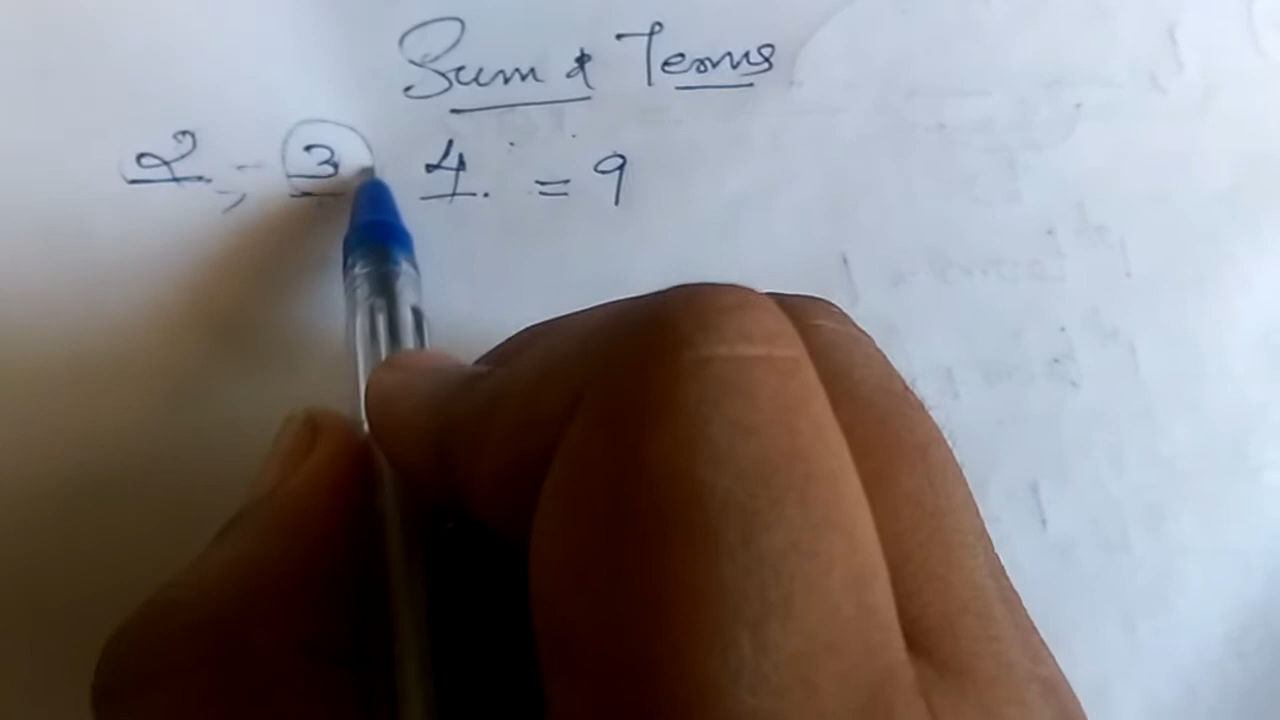 Sum & Terms
2, 3 4. = 9